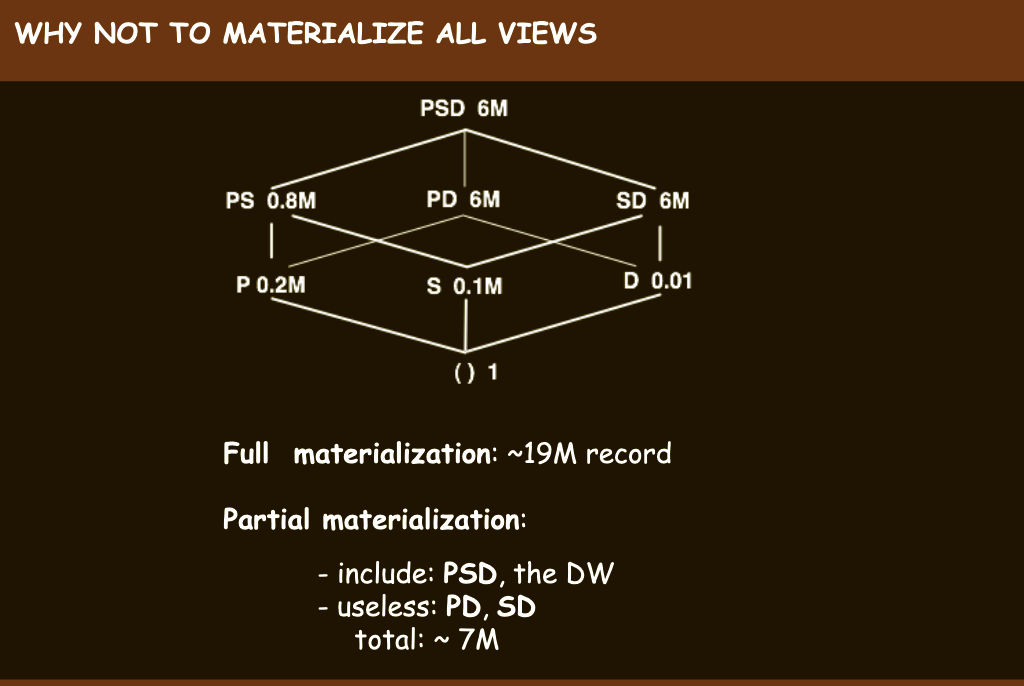 WHY NOT TO MATERIALIZE ALL VIEWS
PSD 6M
PS 0.8M PD 6M SD 6M
P 0.2M S 0.1M D 0.01
( ) 1
Full materialization: ~19M record
Partial materialization:
- include: PSD, the DW
- useless: PD, SD
total: ~ 7M